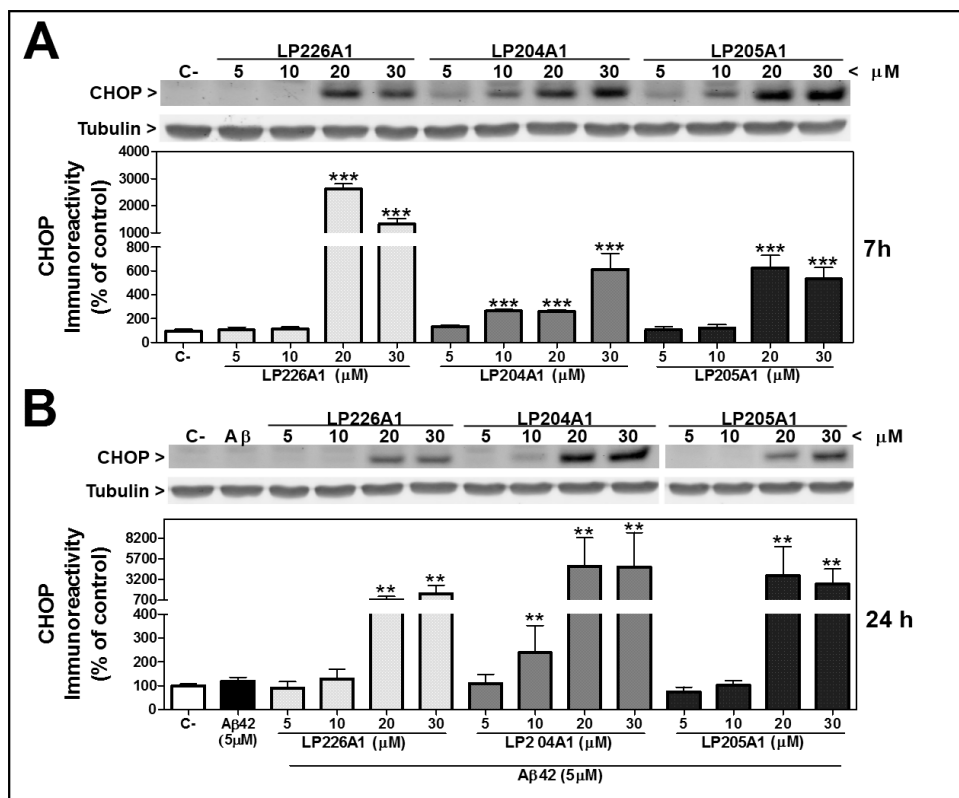 A
LP226A1 LP204A1 LP205A1
C- 5 10 20 30 5 10 20 30 5 10 20 30 < μM
CHOP >
Tubulin >
4000
3000
2000
1000
800
600
400
200
0
CHOP
Immunoreactivity
(% of control)
*** *** *** *** *** *** ***
7h
C- 5 10 20 30 5 10 20 30 5 10 20 30
LP226A1 (μM) LP204A1 (μM) LP205A1 (μM)
B
LP226A1 LP204A1 LP205A1
C- Aβ 5 10 20 30 5 10 20 30 5 10 20 30 < μM
CHOP >
Tubulin >
8200
5700
3200
700
400
300
200
100
0
CHOP
Immunoreactivity
(% of control)
** ** ** ** ** ** **
24 h
C- Aβ42 5 10 20 30 5 10 20 30 5 10 20 30
(5μM)
LP226A1 (μM) LP2 04A1 (μM) LP205A1 (μM)
Aβ42 (5μM)